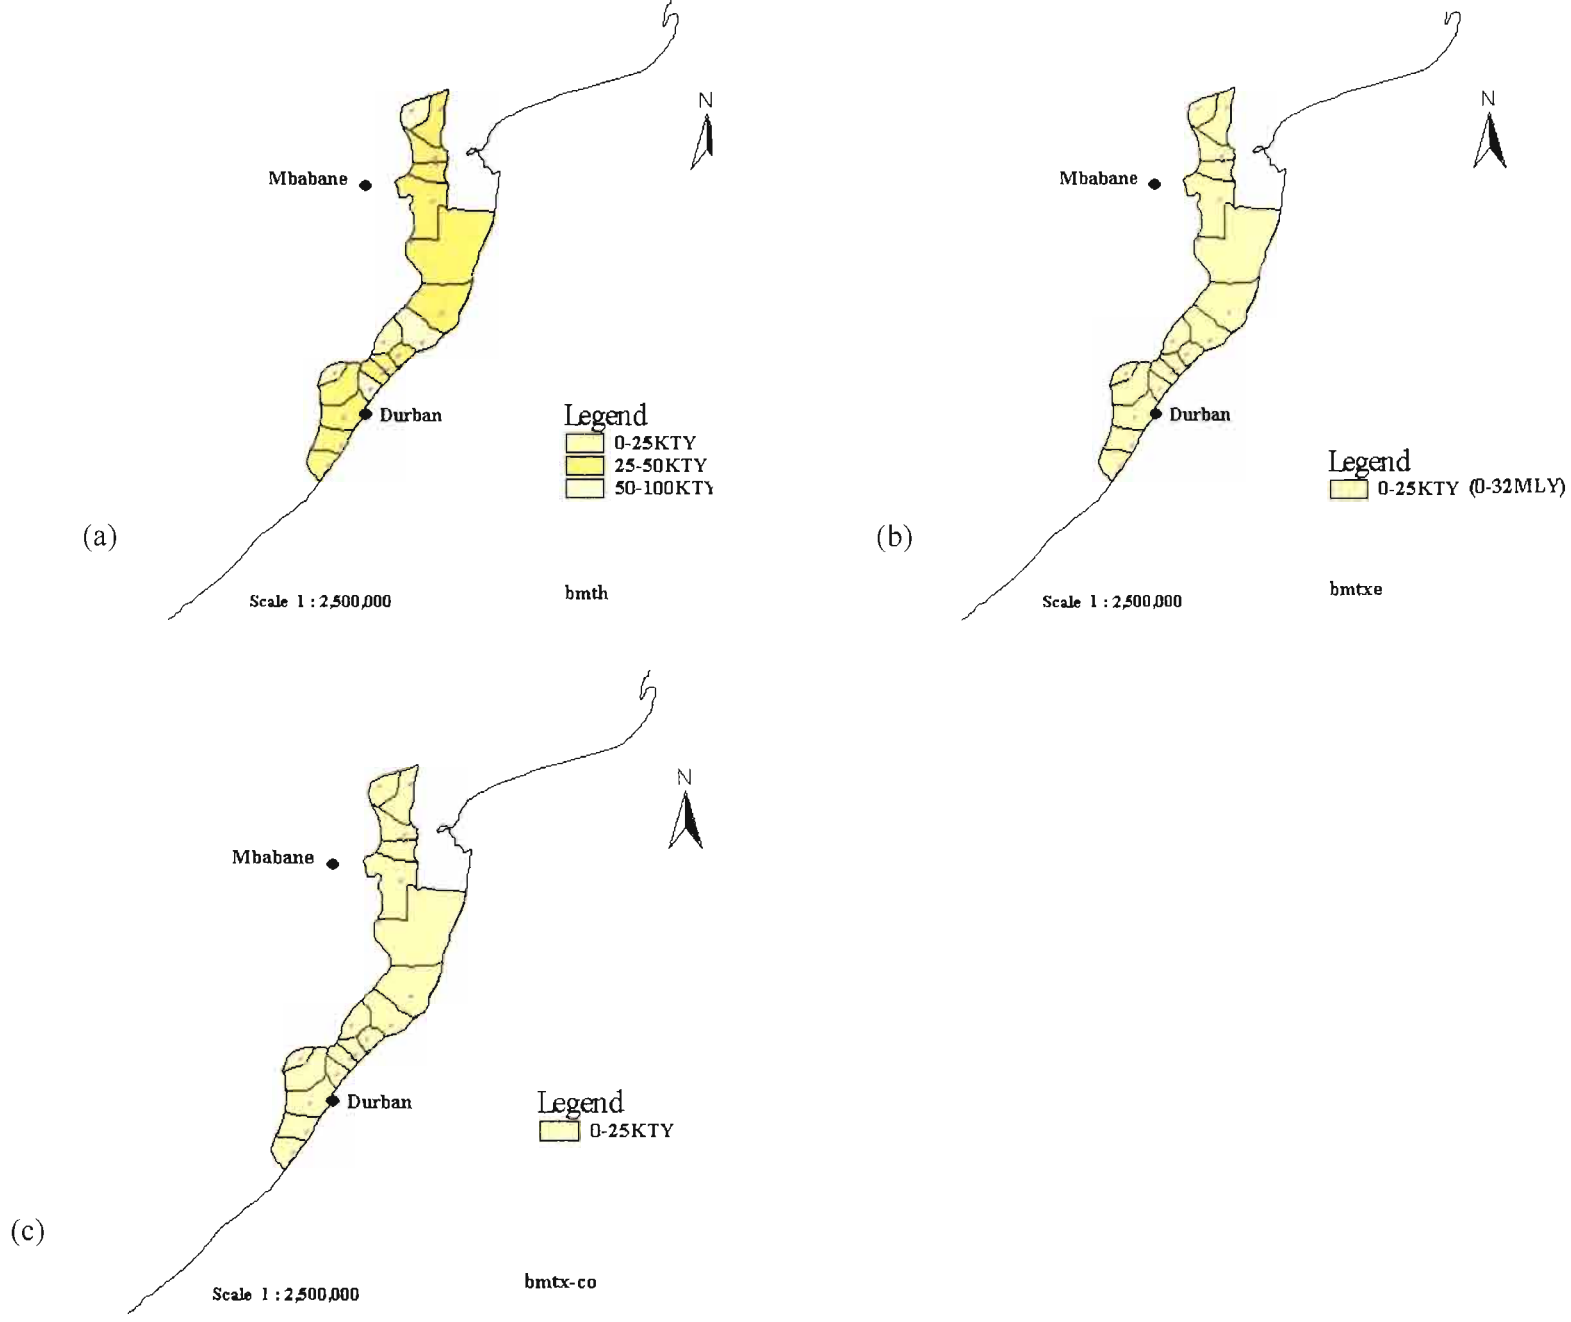 N
Mbabane
Durban
Legend
0-25KTY
25-50KTY
50-100KTY
(a)
Scale 1 : 2,500,000
bmth
N
Mbabane
Durban
Legend
0-25KTY (0-32MLY)
(b)
Scale 1 : 2,500,000
bmtxe
N
Mbabane
Durban
Legend
0-25KTY
(c)
Scale 1 : 2,500,000
bmtx-co